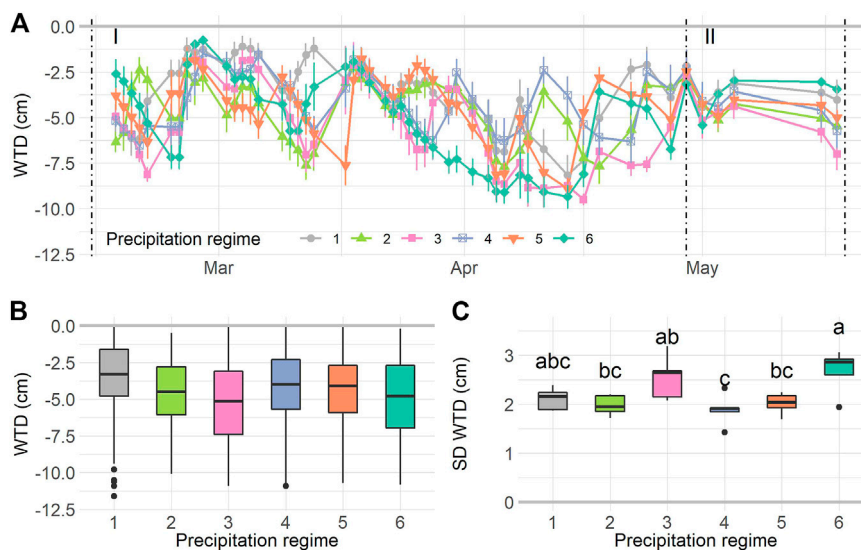 A
I
II
0.0
-2.5
-5.0
-7.5
-10.0
-12.5
WTD (cm)
Precipitation regime 1 2 3 4 5 6
Mar Apr May
B
0.0
-2.5
-5.0
-7.5
-10.0
-12.5
WTD (cm)
1 2 3 4 5 6
Precipitation regime
C
abc bc ab c bc a
3
2
1
0
SD WTD (cm)
1 2 3 4 5 6
Precipitation regime